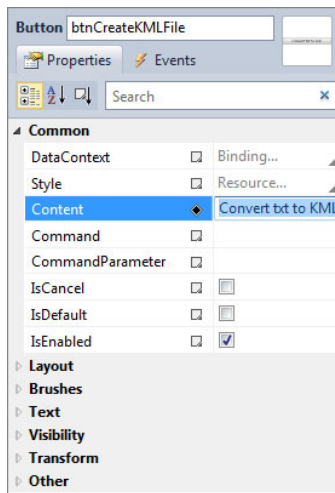 Button btnCreateKMLFile
Properties Events
Search
Common
DataContext Binding...
Style Resource...
Content Convert txt to KML
Command
CommandParameter
IsCancel
IsDefault
IsEnabled
Layout
Brushes
Text
Visibility
Transform
Other